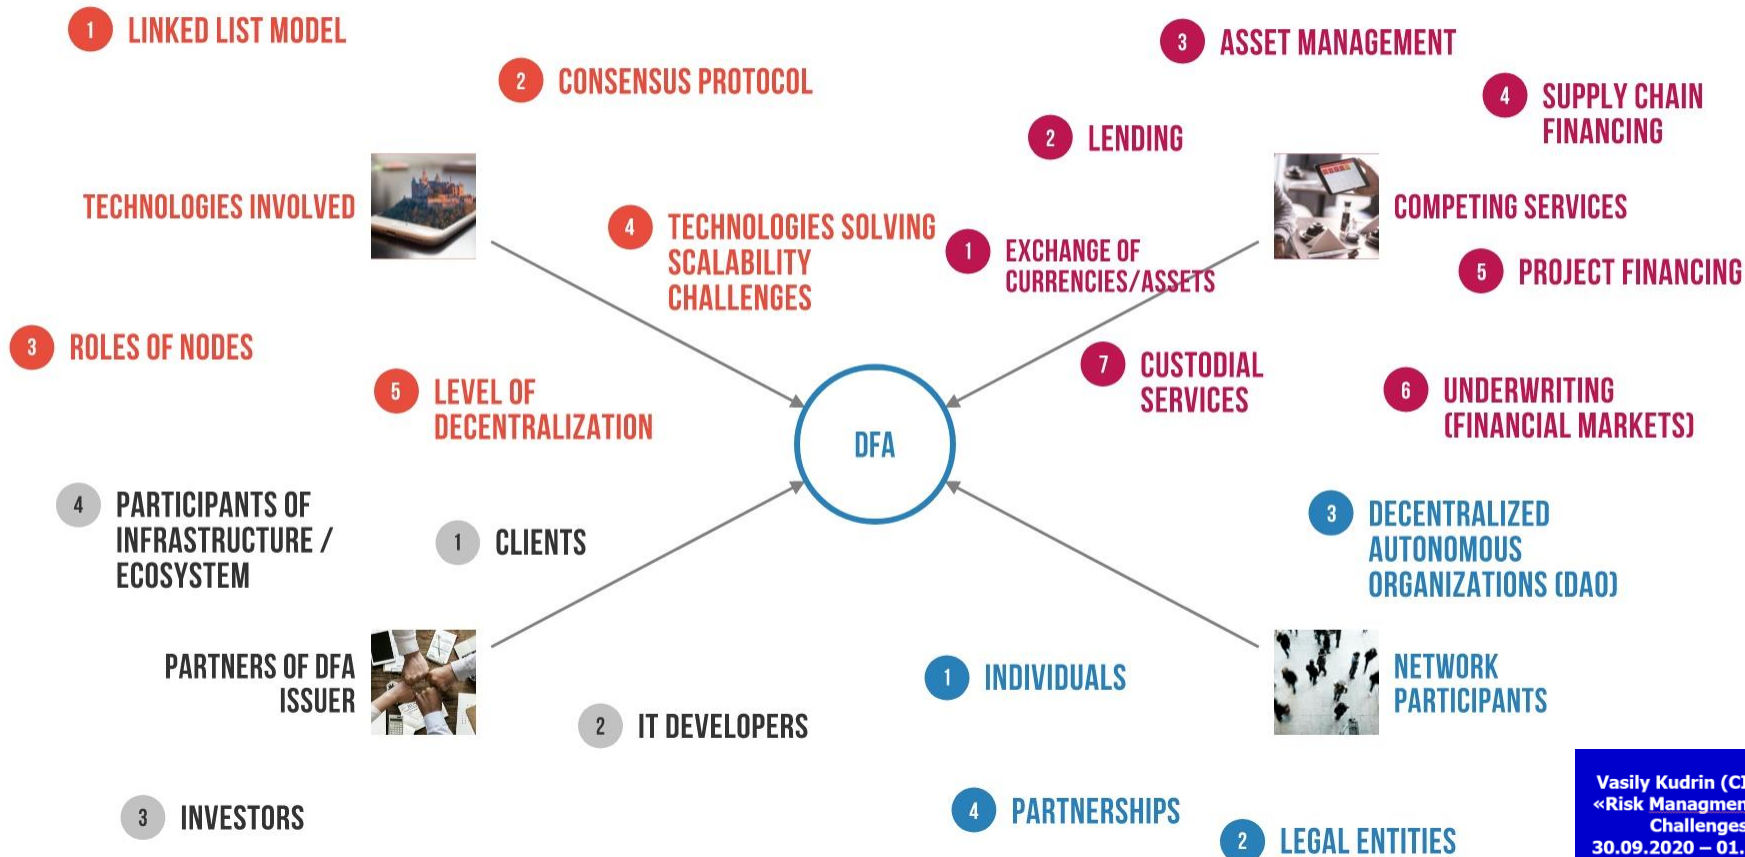 1 LINKED LIST MODEL
2 CONSENSUS PROTOCOL
TECHNOLOGIES INVOLVED
4 TECHNOLOGIES SOLVING
SCALABILITY
CHALLENGES
3 ROLES OF NODES
5 LEVEL OF
DECENTRALIZATION
3 ASSET MANAGEMENT
4 SUPPLY CHAIN
FINANCING
2 LENDING
COMPETING SERVICES
1 EXCHANGE OF
CURRENCIES/ASSETS
5 PROJECT FINANCING
7 CUSTODIAL
SERVICES
6 UNDERWRITING
(FINANCIAL MARKETS)
DFA
4 PARTICIPANTS OF
INFRASTRUCTURE /
ECOSYSTEM
1 CLIENTS
PARTNERS OF DFA
ISSUER
2 IT DEVELOPERS
3 INVESTORS
3 DECENTRALIZED
AUTONOMOUS
ORGANIZATIONS (DAO)
1 INDIVIDUALS
NETWORK
PARTICIPANTS
4 PARTNERSHIPS
2 LEGAL ENTITIES
Vasily Kudrin (CI
«Risk Managmen
Challenges
30.09.2020 – 01.